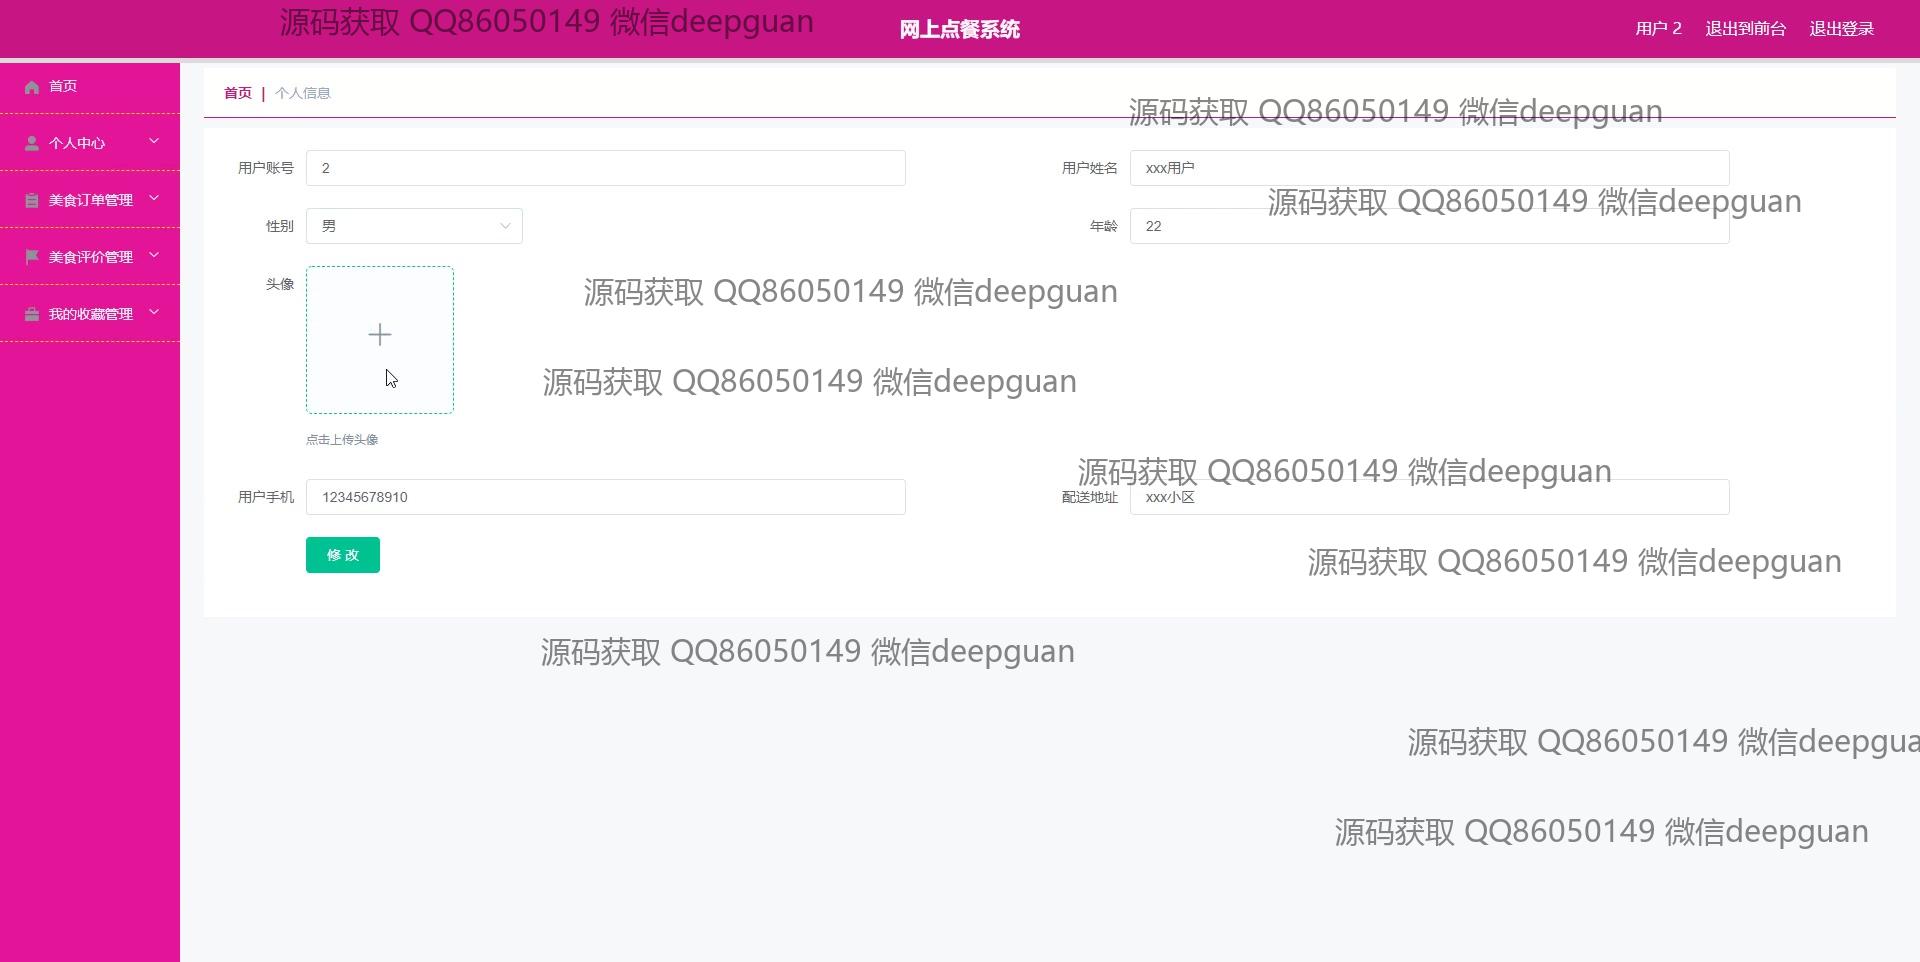 源码获取 QQ86050149 微信deepguan
网上点餐系统
用户 2 退出到前台 退出登录
首页
个人中心
美食订单管理
美食评价管理
我的收藏管理
首页 | 个人信息
源码获取 QQ86050149 微信deepguan
用户账号 2
用户姓名 xxx用户
源码获取 QQ86050149 微信deepguan
性别 男
年龄 22
头像
源码获取 QQ86050149 微信deepguan
源码获取 QQ86050149 微信deepguan
点击上传头像
源码获取 QQ86050149 微信deepguan
用户手机 12345678910
配送地址 xxx小区
修 改
源码获取 QQ86050149 微信deepguan
源码获取 QQ86050149 微信deepguan
源码获取 QQ86050149 微信deepgua
源码获取 QQ86050149 微信deepguan